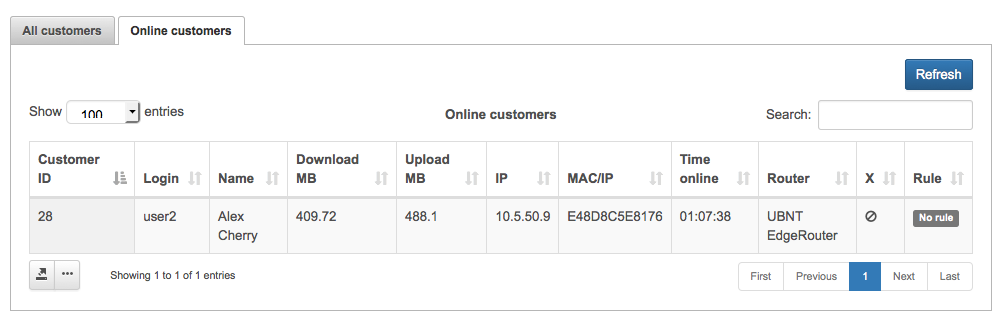 All customers Online customers
Refresh
Show 100 entries Online customers Search:
Customer ID Login Name Download MB Upload MB IP MAC/IP Time online Router X Rule
28 user2 Alex Cherry 409.72 488.1 10.5.50.9 E48D8C5E8176 01:07:38 UBNT EdgeRouter No rule
Showing 1 to 1 of 1 entries First Previous 1 Next Last